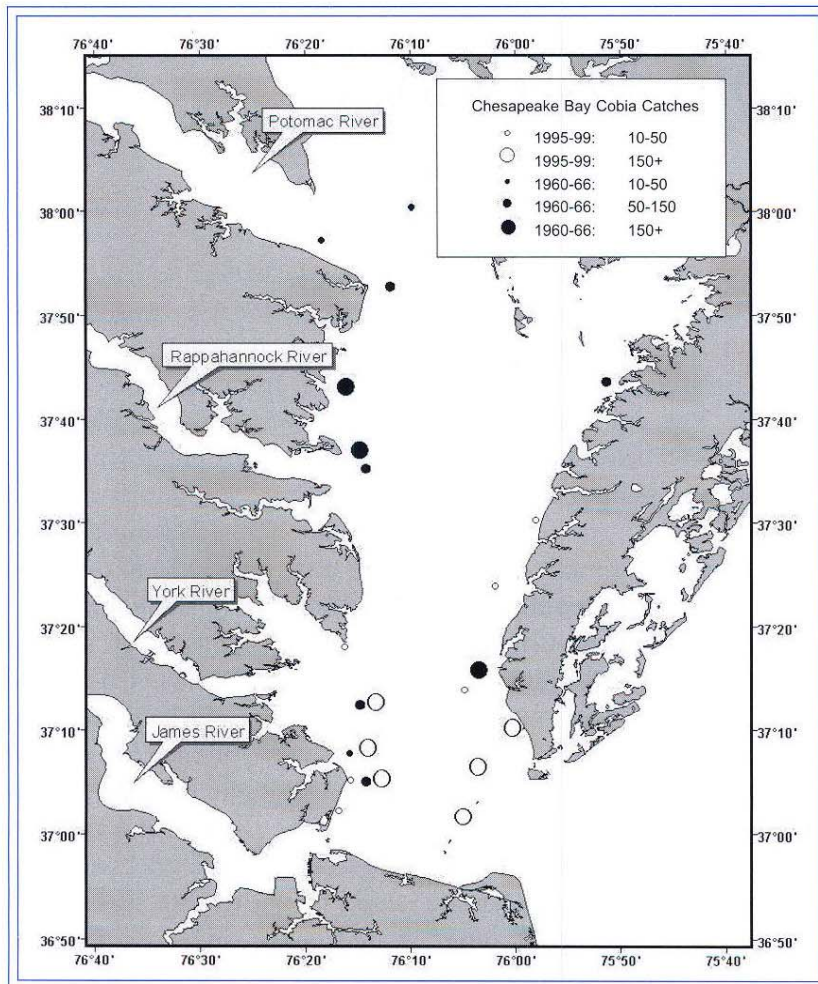 76°40' 76°30' 76°20' 76°10' 76°00' 75°50' 75°40'
Chesapeake Bay Cobia Catches
1995-99: 10-50
1995-99: 150+
1960-66: 10-50
1960-66: 50-150
1960-66: 150+
38°10' 38°10'
Potomac River
38°00' 38°00'
37°50' 37°50'
Rappahannock River
37°40' 37°40'
37°30' 37°30'
York River
37°20' 37°20'
37°10' 37°10'
James River
37°00' 37°00'
36°50' 36°50'
76°40' 76°30' 76°20' 76°10' 76°00' 75°50' 75°40'